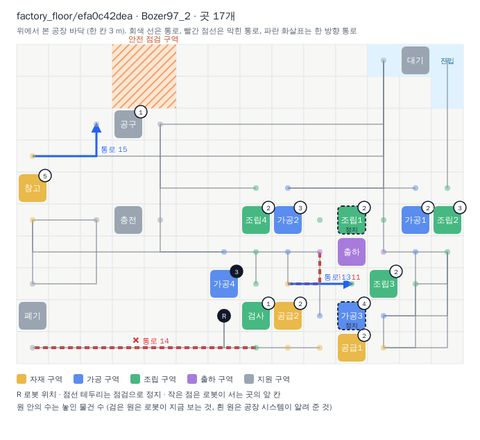 factory_floor/efa0c42dea · Bozer97_2 · 곳 17개
위에서 본 공장 바닥 (한 칸 3 m). 회색 선은 통로, 빨간 점선은 막힌 통로, 파란 화살표는 한 방향 통로
안전 점검 구역
대기
전립
공구
1
통로 15
창고
5
충전
조립4
2
가공2
3
조립1
2
정지
가공1
2
조립2
3
출하
가공4
3
통로 13
11
조립3
2
폐기
R
검사
1
공급2
2
가공3
4
정지
✖ 통로 14
공급1
2
자재 구역
가공 구역
조립 구역
출하 구역
지원 구역
R 로봇 위치 · 점선 테두리는 점검으로 정지 · 작은 점은 로봇이 서는 곳의 앞 칸
원 안의 수는 놓인 물건 수 (검은 원은 로봇이 지금 보는 것, 흰 원은 공장 시스템이 알려 준 것)